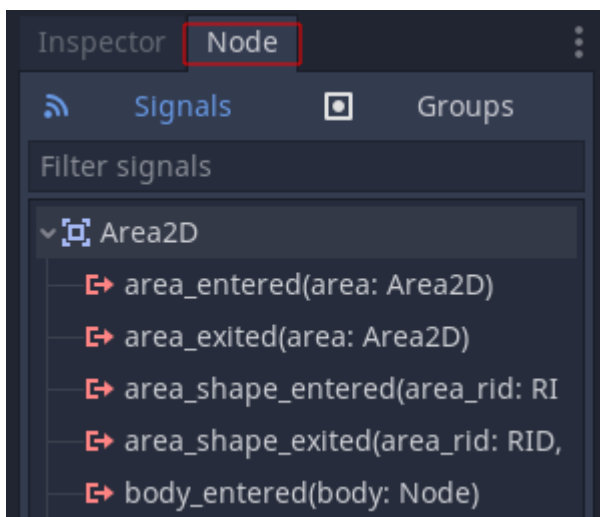 Inspector Node
Signals Groups
Filter signals
Area2D
area_entered(area: Area2D)
area_exited(area: Area2D)
area_shape_entered(area_rid: RI
area_shape_exited(area_rid: RID,
body_entered(body: Node)